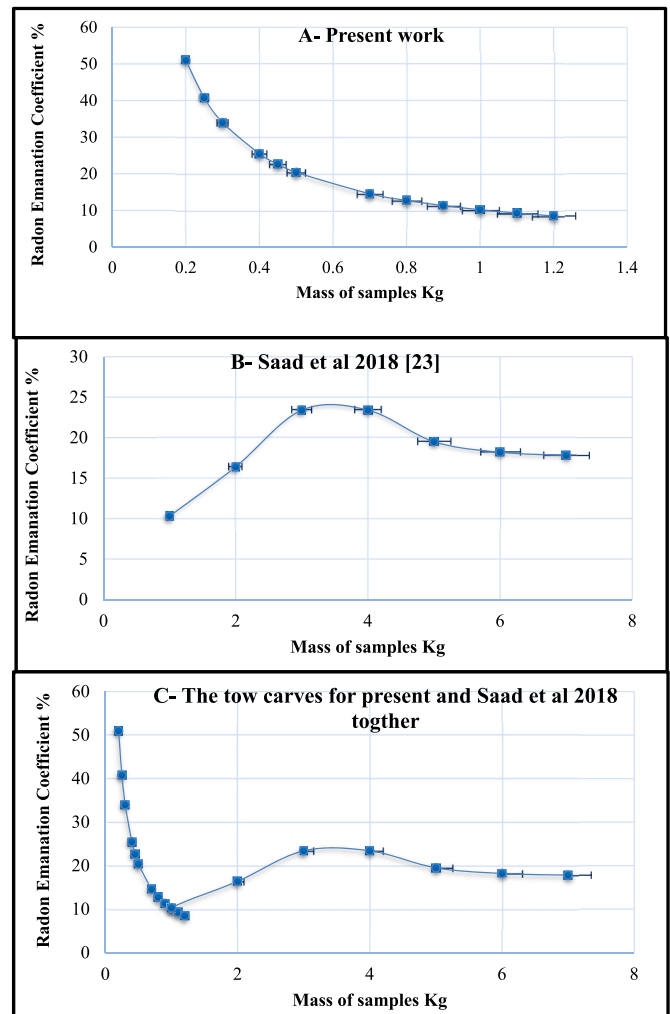 A- Present work
Radon Emanation Coefficient %
60
50
40
30
20
10
0
0 0.2 0.4 0.6 0.8 1 1.2 1.4
Mass of samples Kg
B- Saad et al 2018 [23]
Radon Emanation Coefficient %
30
25
20
15
10
5
0
0 2 4 6 8
Mass of samples Kg
C- The tow carves for present and Saad et al 2018
togther
Radon Emanation Coefficient %
60
50
40
30
20
10
0
0 2 4 6 8
Mass of samples Kg